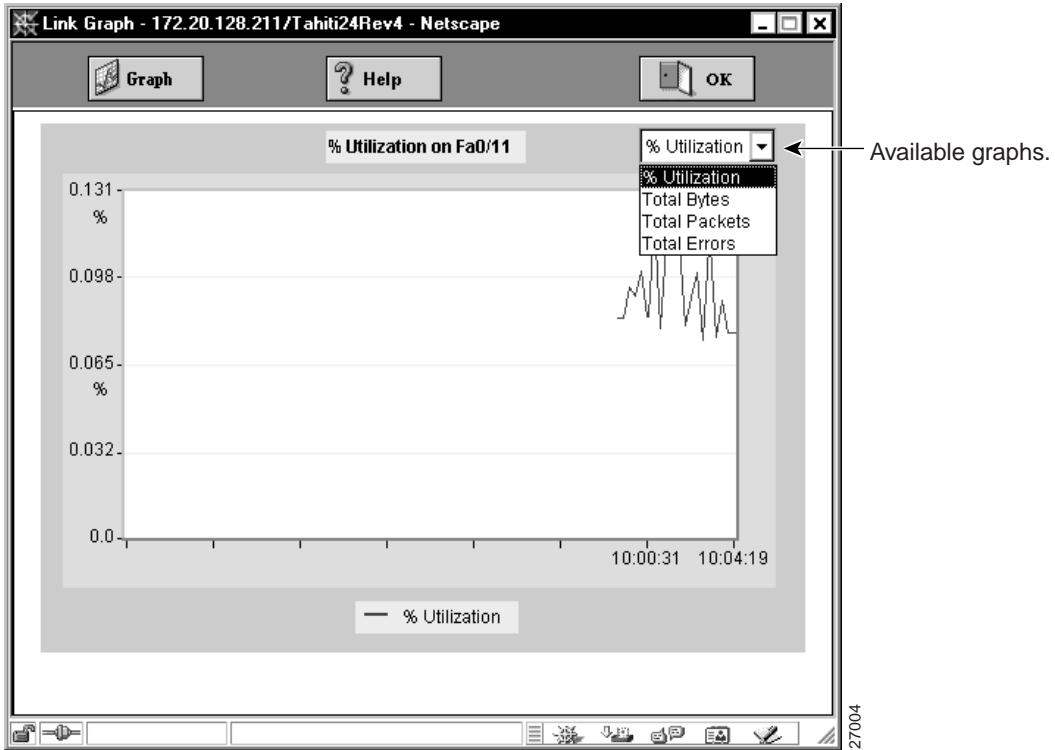 Link Graph - 172.20.128.211/Tahiti24Rev4 - Netscape
Graph
Help
OK
% Utilization on Fa0/11
% Utilization
Available graphs.
% Utilization
Total Bytes
Total Packets
Total Errors
0.131
%
0.098
0.065
%
0.032
0.0
10:00:31 10:04:19
% Utilization
27004